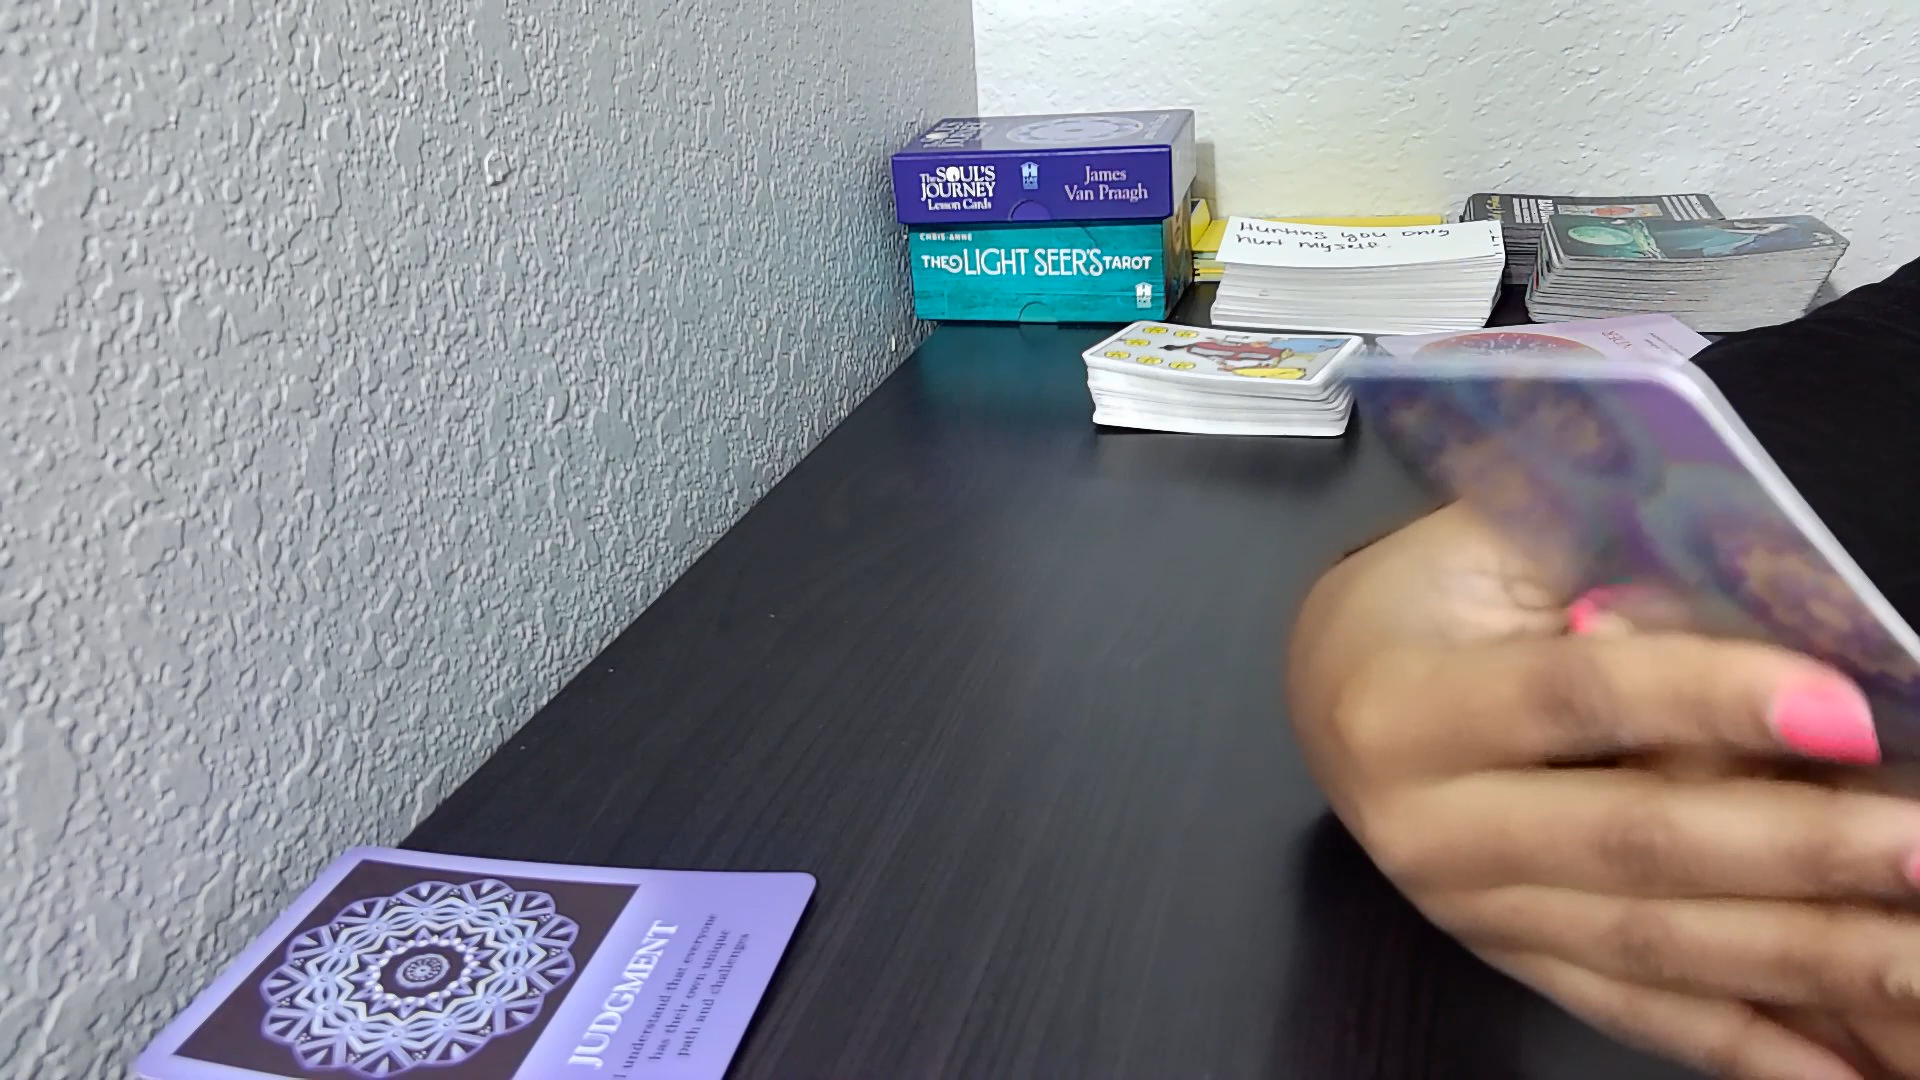 The SOUL'S
JOURNEY
Lesson Cards
James
Van Praagh
CHRIS-ANNE
THE LIGHT SEER'S TAROT
Hurting you only
hurt myself.
JUDGMENT
I understand that everyone
has their own unique
path and challenges